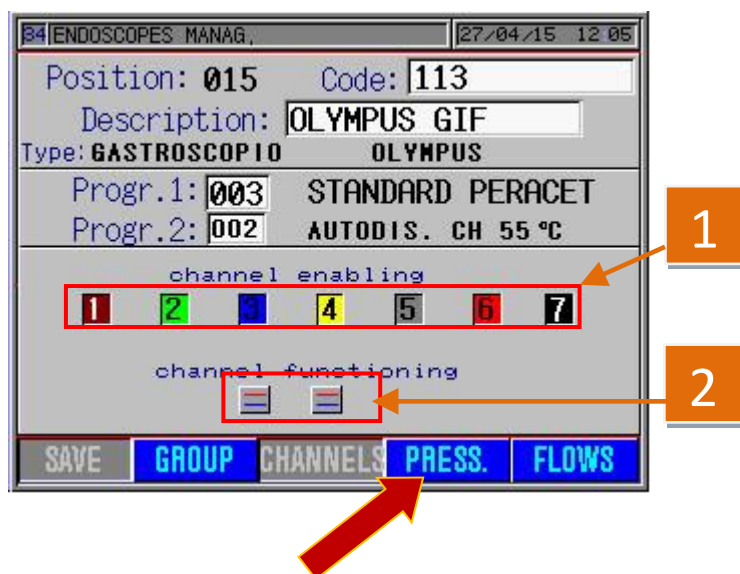 34 ENDOSCOPES MANAG, 27/04/15 12 05
Position: 015 Code: 113
Description: OLYMPUS GIF
Type: GASTROSCOPIO OLYMPUS
Progr.1: 003 STANDARD PERACET
Progr.2: 002 AUTODIS. CH 55 °C
channel enabling
1 2 3 4 5 6 7
channel functioning
SAVE GROUP CHANNELS PRESS. FLOWS
1
2